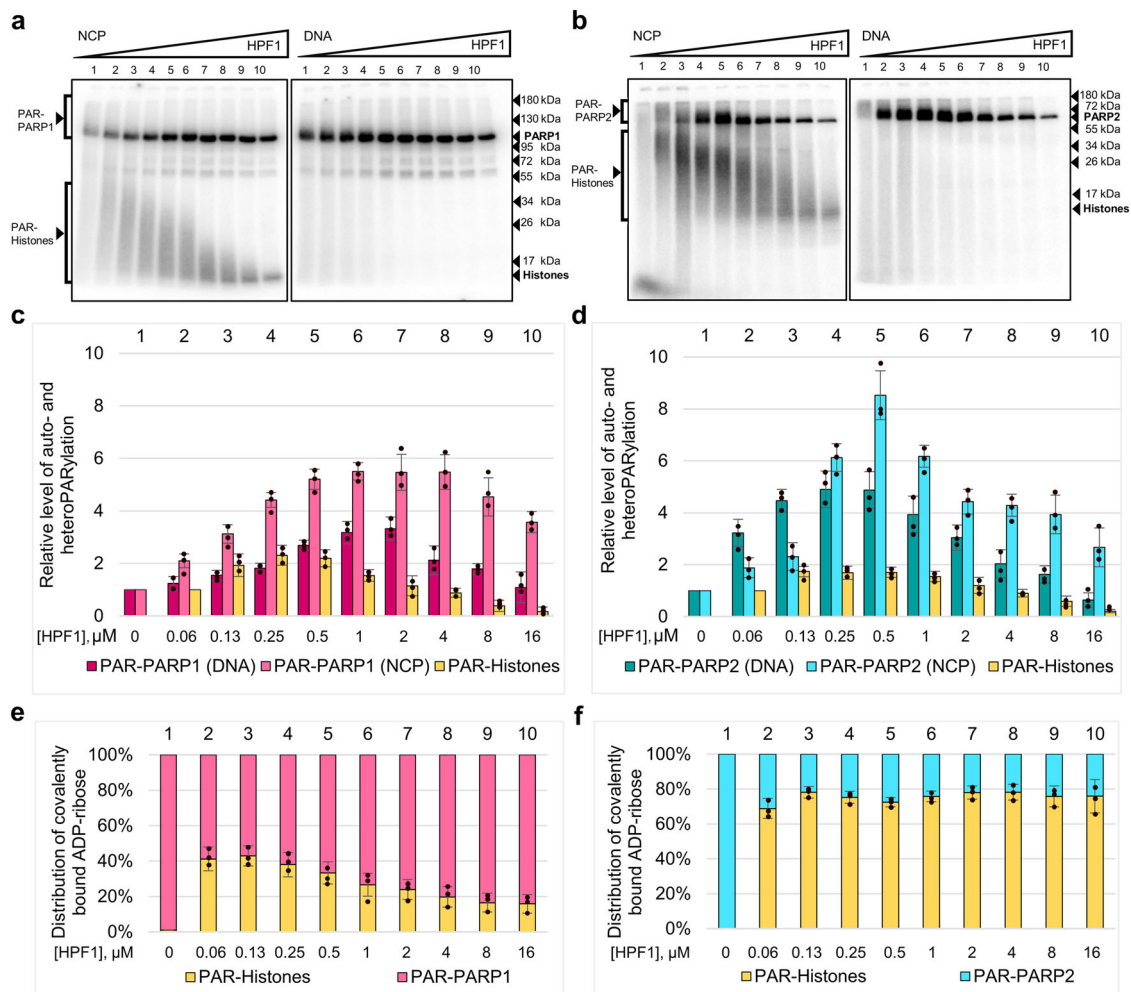 a
NCP
HPF1
DNA
HPF1
1 2 3 4 5 6 7 8 9 10
1 2 3 4 5 6 7 8 9 10
PAR-
PARP1
PAR-
Histones
180 kDa
130 kDa
PARP1
95 kDa
72 kDa
55 kDa
34 kDa
26 kDa
17 kDa
Histones
b
NCP
HPF1
DNA
HPF1
1 2 3 4 5 6 7 8 9 10
1 2 3 4 5 6 7 8 9 10
PAR-
PARP2
PAR-
Histones
180 kDa
72 kDa
PARP2
55 kDa
34 kDa
26 kDa
17 kDa
Histones
c
1 2 3 4 5 6 7 8 9 10
Relative level of auto- and
heteroPARylation
10
8
6
4
2
0
[HPF1], µM 0 0.06 0.13 0.25 0.5 1 2 4 8 16
PAR-PARP1 (DNA) PAR-PARP1 (NCP) PAR-Histones
d
1 2 3 4 5 6 7 8 9 10
Relative level of auto- and
heteroPARylation
10
8
6
4
2
0
[HPF1], µM 0 0.06 0.13 0.25 0.5 1 2 4 8 16
PAR-PARP2 (DNA) PAR-PARP2 (NCP) PAR-Histones
e
1 2 3 4 5 6 7 8 9 10
Distribution of covalently
bound ADP-ribose
100%
80%
60%
40%
20%
0%
[HPF1], µM 0 0.06 0.13 0.25 0.5 1 2 4 8 16
PAR-Histones PAR-PARP1
f
1 2 3 4 5 6 7 8 9 10
Distribution of covalently
bound ADP-ribose
100%
80%
60%
40%
20%
0%
[HPF1], µM 0 0.06 0.13 0.25 0.5 1 2 4 8 16
PAR-Histones PAR-PARP2